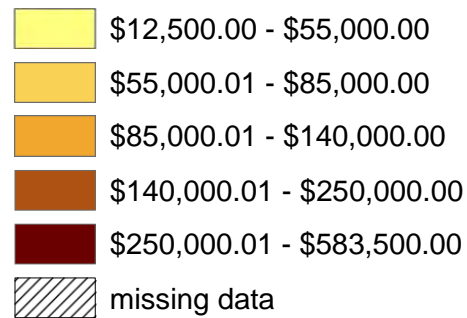 $12,500.00 - $55,000.00
$55,000.01 - $85,000.00
$85,000.01 - $140,000.00
$140,000.01 - $250,000.00
$250,000.01 - $583,500.00
missing data